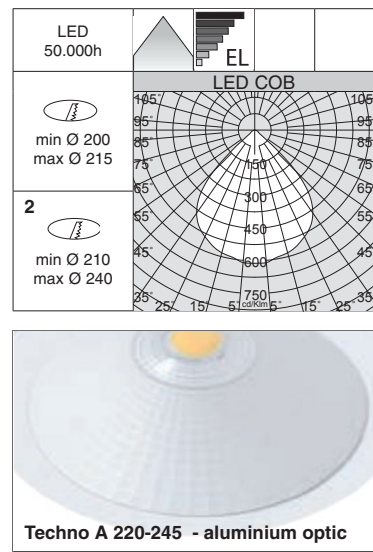 LED
50.000h
EL
LED COB
min Ø 200
max Ø 215
2
min Ø 210
max Ø 240
105° 105°
95° 95°
85° 85°
75° 75°
65° 65°
55° 55°
45° 45°
35° 25° 15° 5° 5° 15° 25° 35°
150
300
450
600
750
cd/Klm
Techno A 220-245 - aluminium optic